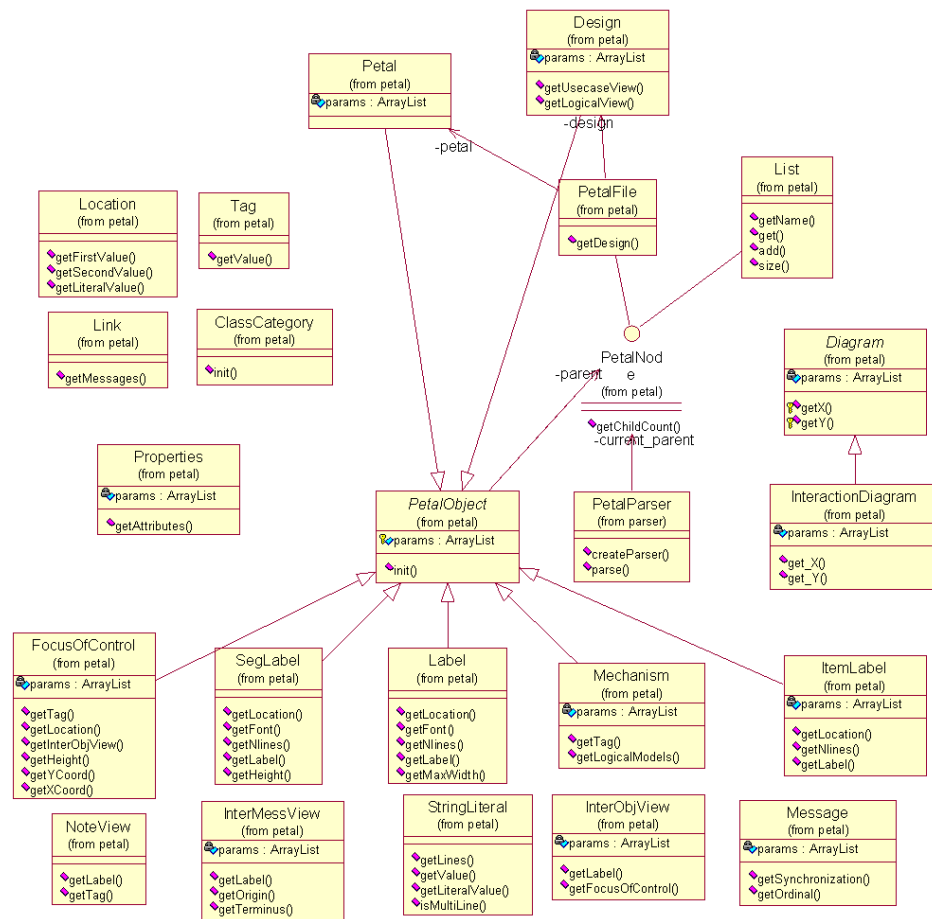 Design
(from petal)
params : ArrayList
getUsecaseView()
getLogicalView()
-design
Petal
(from petal)
params : ArrayList
-petal
PetalFile
(from petal)
getDesign()
List
(from petal)
getName()
get()
add()
size()
Location
(from petal)
getFirstValue()
getSecondValue()
getLiteralValue()
Tag
(from petal)
getValue()
Link
(from petal)
getMessages()
ClassCategory
(from petal)
init()
PetalNod
e
(from petal)
getChildCount()
-parent
-current_parent
Diagram
(from petal)
params : ArrayList
getX()
getY()
Properties
(from petal)
params : ArrayList
getAttributes()
PetalObject
(from petal)
params : ArrayList
init()
PetalParser
(from parser)
createParser()
parse()
InteractionDiagram
(from petal)
params : ArrayList
get_X()
get_Y()
FocusOfControl
(from petal)
params : ArrayList
getTag()
getLocation()
getInterObjView()
getHeight()
getYCoord()
getXCoord()
SegLabel
(from petal)
getLocation()
getFont()
getNlines()
getLabel()
getHeight()
Label
(from petal)
getLocation()
getFont()
getNlines()
getLabel()
getMaxWidth()
Mechanism
(from petal)
params : ArrayList
getTag()
getLogicalModels()
ItemLabel
(from petal)
params : ArrayList
getLocation()
getNlines()
getLabel()
NoteView
(from petal)
getLabel()
getTag()
InterMessView
(from petal)
params : ArrayList
getLabel()
getOrigin()
getTerminus()
StringLiteral
(from petal)
getLines()
getValue()
getLiteralValue()
isMultiLine()
InterObjView
(from petal)
params : ArrayList
getLabel()
getFocusOfControl()
Message
(from petal)
params : ArrayList
getSynchronization()
getOrdinal()